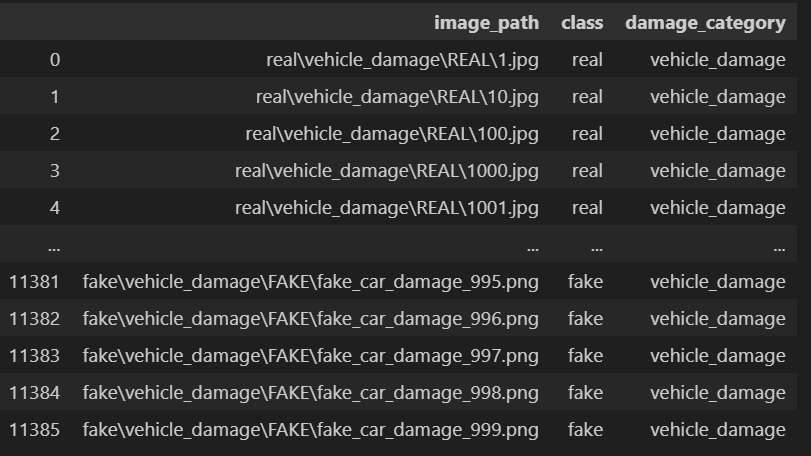 image_path class damage_category
0 real\vehicle_damage\REAL\1.jpg real vehicle_damage
1 real\vehicle_damage\REAL\10.jpg real vehicle_damage
2 real\vehicle_damage\REAL\100.jpg real vehicle_damage
3 real\vehicle_damage\REAL\1000.jpg real vehicle_damage
4 real\vehicle_damage\REAL\1001.jpg real vehicle_damage
... ... ... ...
11381 fake\vehicle_damage\FAKE\fake_car_damage_995.png fake vehicle_damage
11382 fake\vehicle_damage\FAKE\fake_car_damage_996.png fake vehicle_damage
11383 fake\vehicle_damage\FAKE\fake_car_damage_997.png fake vehicle_damage
11384 fake\vehicle_damage\FAKE\fake_car_damage_998.png fake vehicle_damage
11385 fake\vehicle_damage\FAKE\fake_car_damage_999.png fake vehicle_damage